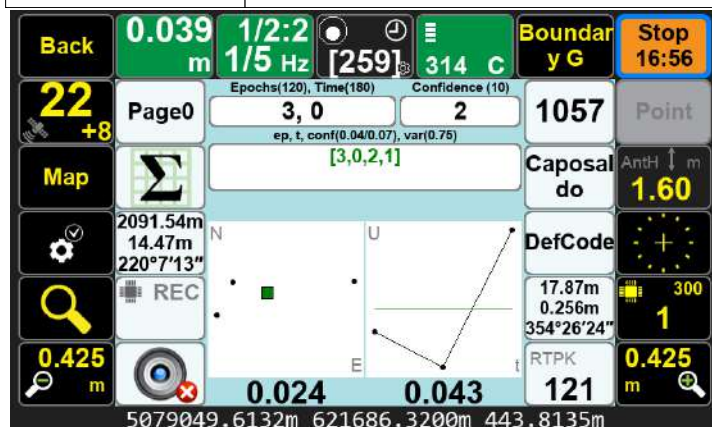 Back
0.039
m
1/2:2
1/5 Hz
[259]
314 C
Boundar
y G
Stop
16:56
22
+8
Page0
Epochs(120), Time(180)
Confidence (10)
3, 0
2
ep, t, conf(0.04/0.07), var(0.75)
[3,0,2,1]
1057
Point
Map
Σ
Caposal
do
AntH m
1.60
2091.54m
14.47m
220°7'13"
N
E
U
t
DefCode
REC
17.87m
0.256m
354°26'24"
300
1
0.425
m
0.024
0.043
RTPK
121
0.425
m
5079049.6132m 621686.3200m 443.8135m